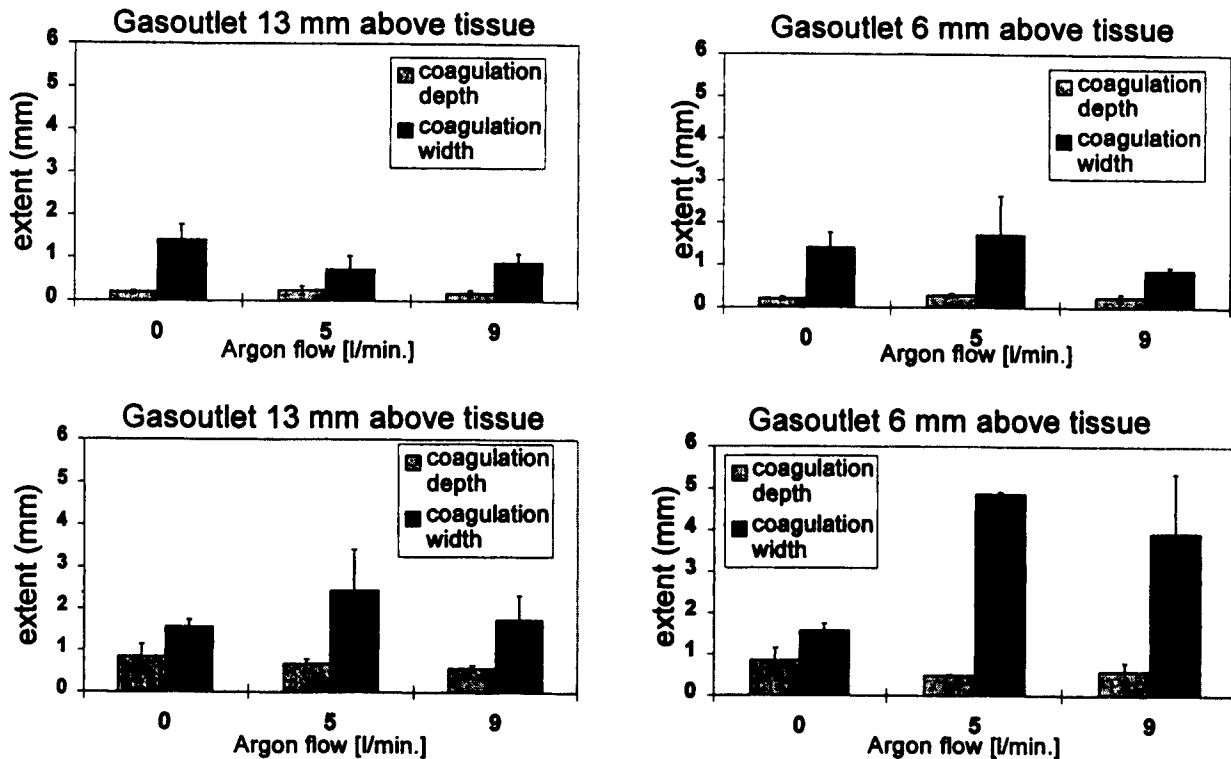 Gasoutlet 13 mm above tissue
6
5
4
3
2
1
0
extent (mm)
coagulation
depth
coagulation
width
0 5 9
Argon flow [l/min.]
Gasoutlet 6 mm above tissue
6
5
4
3
2
1
0
extent (mm)
coagulation
depth
coagulation
width
0 5 9
Argon flow [l/min.]
Gasoutlet 13 mm above tissue
6
5
4
3
2
1
0
extent (mm)
coagulation
depth
coagulation
width
0 5 9
Argon flow [l/min.]
Gasoutlet 6 mm above tissue
6
5
4
3
2
1
0
extent (mm)
coagulation
depth
coagulation
width
0 5 9
Argon flow [l/min.]